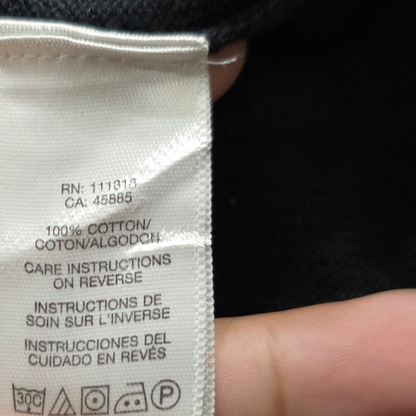 RN: 111818
CA: 45885
100% COTTON/
COTON/ALGODON
CARE INSTRUCTIONS
ON REVERSE
INSTRUCTIONS DE
SOIN SUR L'INVERSE
INSTRUCCIONES DEL
CUIDADO EN REVÉS
30C P